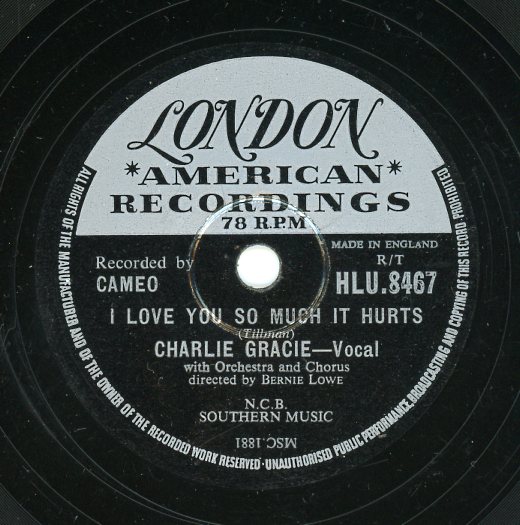 LONDON
*AMERICAN*
RECORDINGS
78 R.P.M
MADE IN ENGLAND
R/T
Recorded by
CAMEO
HLU.8467
I LOVE YOU SO MUCH IT HURTS
(Tillman)
CHARLIE GRACIE—Vocal
with Orchestra and Chorus
directed by BERNIE LOWE
N.C.B.
SOUTHERN MUSIC
MSC.1881
ALL RIGHTS OF THE MANUFACTURER AND OF THE OWNER OF THE RECORDED WORK RESERVED · UNAUTHORISED PUBLIC PERFORMANCE, BROADCASTING AND COPYING OF THIS RECORD PROHIBITED